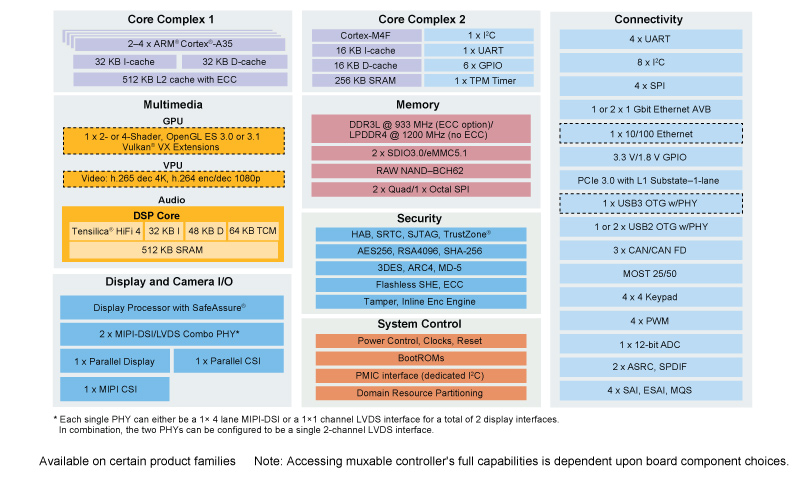 Core Complex 1
2–4 x ARM® Cortex®-A35
32 KB I-cache
32 KB D-cache
512 KB L2 cache with ECC
Multimedia
GPU
1 x 2- or 4-Shader, OpenGL ES 3.0 or 3.1
Vulkan® VX Extensions
VPU
Video: h.265 dec 4K, h.264 enc/dec 1080p
Audio
DSP Core
Tensilica® HiFi 4
32 KB I
48 KB D
64 KB TCM
512 KB SRAM
Display and Camera I/O
Display Processor with SafeAssure®
2 x MIPI-DSI/LVDS Combo PHY*
1 x Parallel Display
1 x Parallel CSI
1 x MIPI CSI
Core Complex 2
Cortex-M4F
1 x I²C
16 KB I-cache
1 x UART
16 KB D-cache
6 x GPIO
256 KB SRAM
1 x TPM Timer
Memory
DDR3L @ 933 MHz (ECC option)/
LPDDR4 @ 1200 MHz (no ECC)
2 x SDIO3.0/eMMC5.1
RAW NAND–BCH62
2 x Quad/1 x Octal SPI
Security
HAB, SRTC, SJTAG, TrustZone®
AES256, RSA4096, SHA-256
3DES, ARC4, MD-5
Flashless SHE, ECC
Tamper, Inline Enc Engine
System Control
Power Control, Clocks, Reset
BootROMs
PMIC interface (dedicated I²C)
Domain Resource Partitioning
Connectivity
4 x UART
8 x I²C
4 x SPI
1 or 2 x 1 Gbit Ethernet AVB
1 x 10/100 Ethernet
3.3 V/1.8 V GPIO
PCIe 3.0 with L1 Substate–1-lane
1 x USB3 OTG w/PHY
1 or 2 x USB2 OTG w/PHY
3 x CAN/CAN FD
MOST 25/50
4 x 4 Keypad
4 x PWM
1 x 12-bit ADC
2 x ASRC, SPDIF
4 x SAI, ESAI, MQS
* Each single PHY can either be a 1× 4 lane MIPI-DSI or a 1×1 channel LVDS interface for a total of 2 display interfaces.
In combination, the two PHYs can be configured to be a single 2-channel LVDS interface.
Available on certain product families
Note: Accessing muxable controller's full capabilities is dependent upon board component choices.